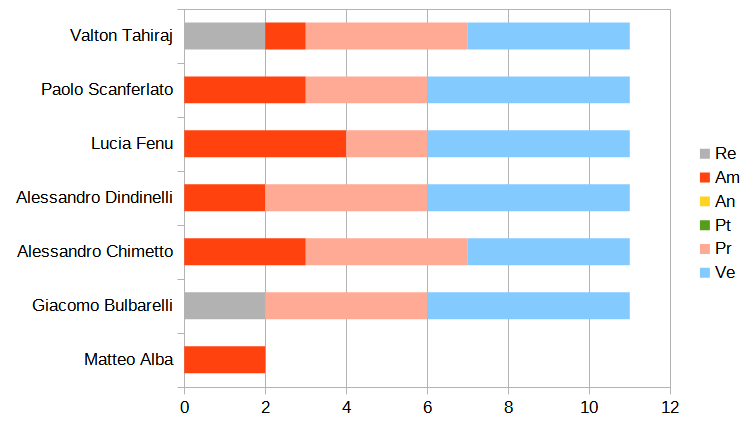 Valton Tahiraj
Paolo Scanferlato
Lucia Fenu
Alessandro Dindinelli
Alessandro Chimetto
Giacomo Bulbarelli
Matteo Alba
0 2 4 6 8 10 12
Re
Am
An
Pt
Pr
Ve